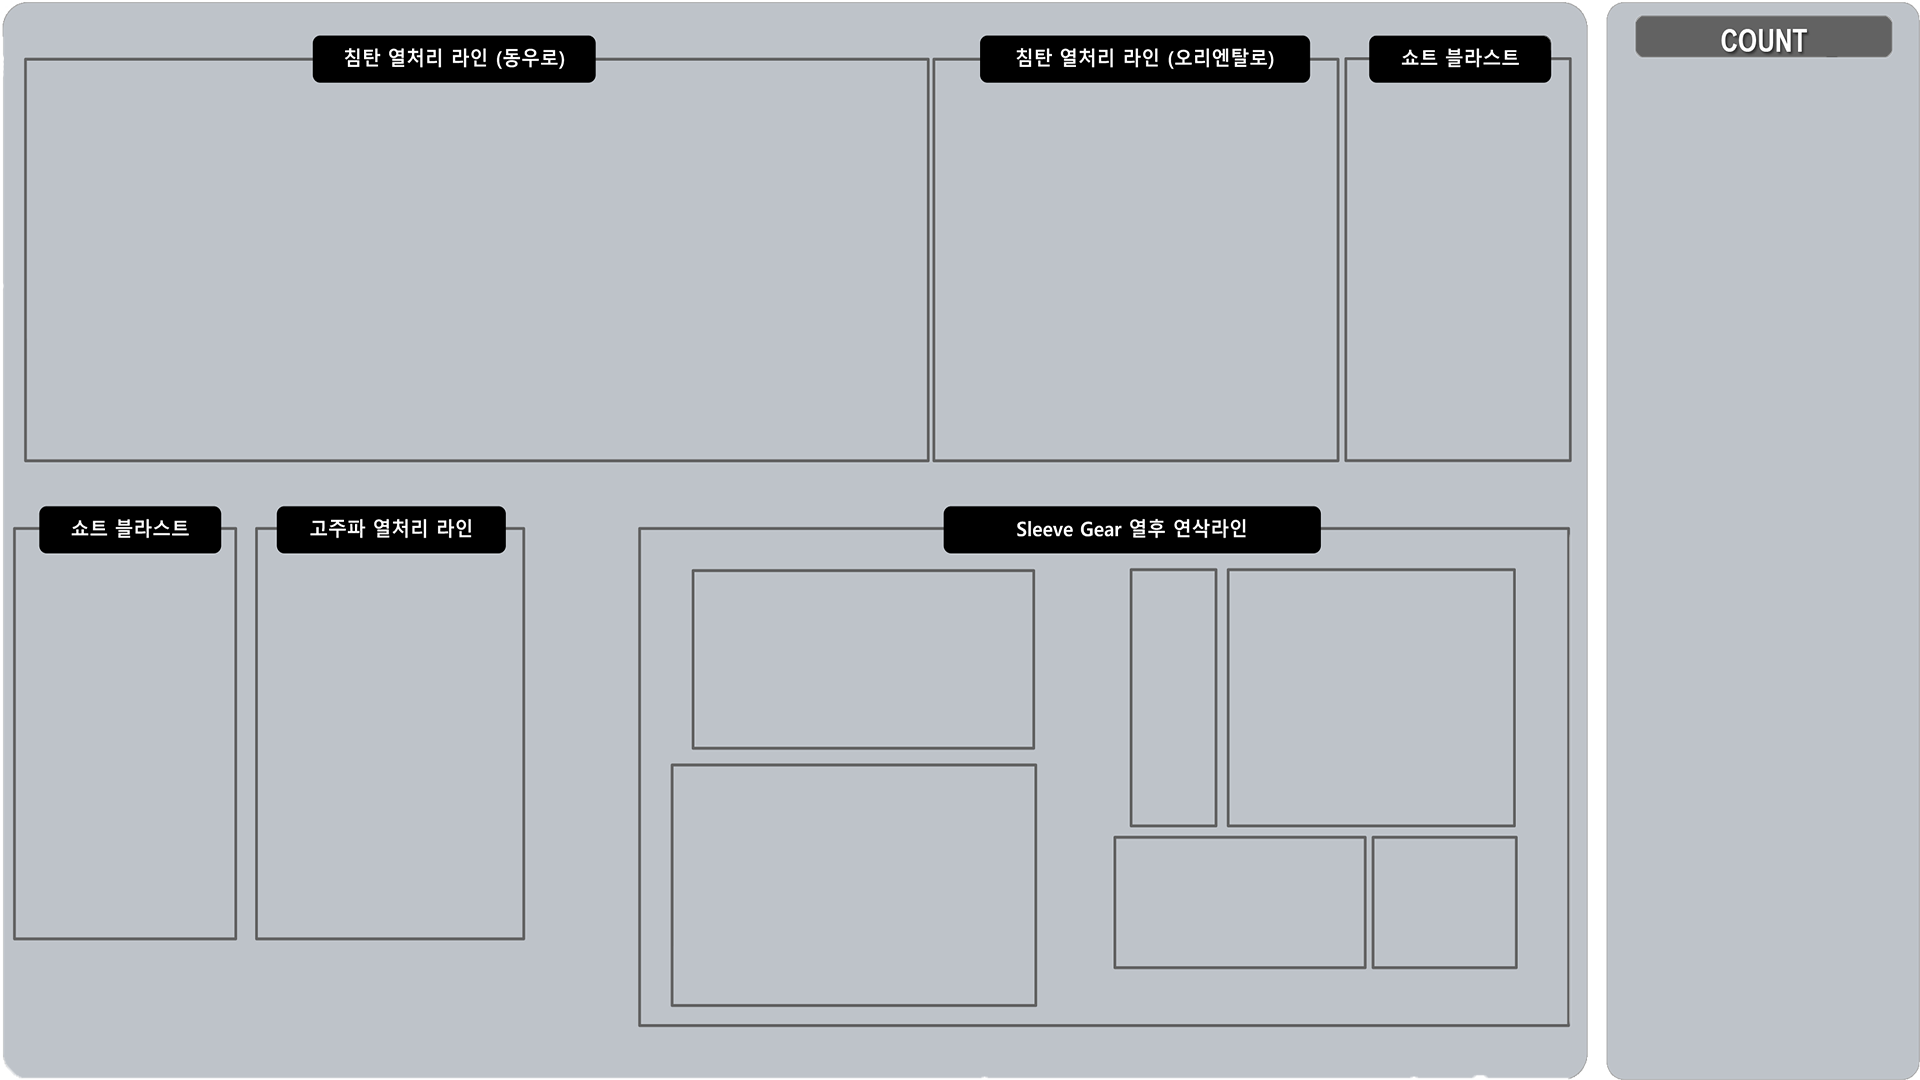 침탄 열처리 라인 (동우로)
침탄 열처리 라인 (오리엔탈로)
쇼트 블라스트
COUNT
쇼트 블라스트
고주파 열처리 라인
Sleeve Gear 열후 연삭라인